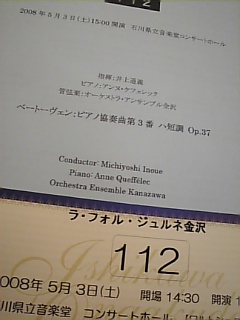 112
2008年5月3日(土)15:00開演 石川県立音楽堂コンサートホール
指揮:井上道義
ピアノ:アンヌ・ケフェレック
管弦楽:オーケストラ・アンサンブル金沢
ベートーヴェン:ピアノ協奏曲第3番 ハ短調 Op.37
Conductor: Michiyoshi Inoue
Piano: Anne Queffélec
Orchestra Ensemble Kanazawa
ラ・フォル・ジュルネ金沢
112
2008年5月3日(土) 開場 14:30 開演 1
川県立音楽堂 コンサートホール